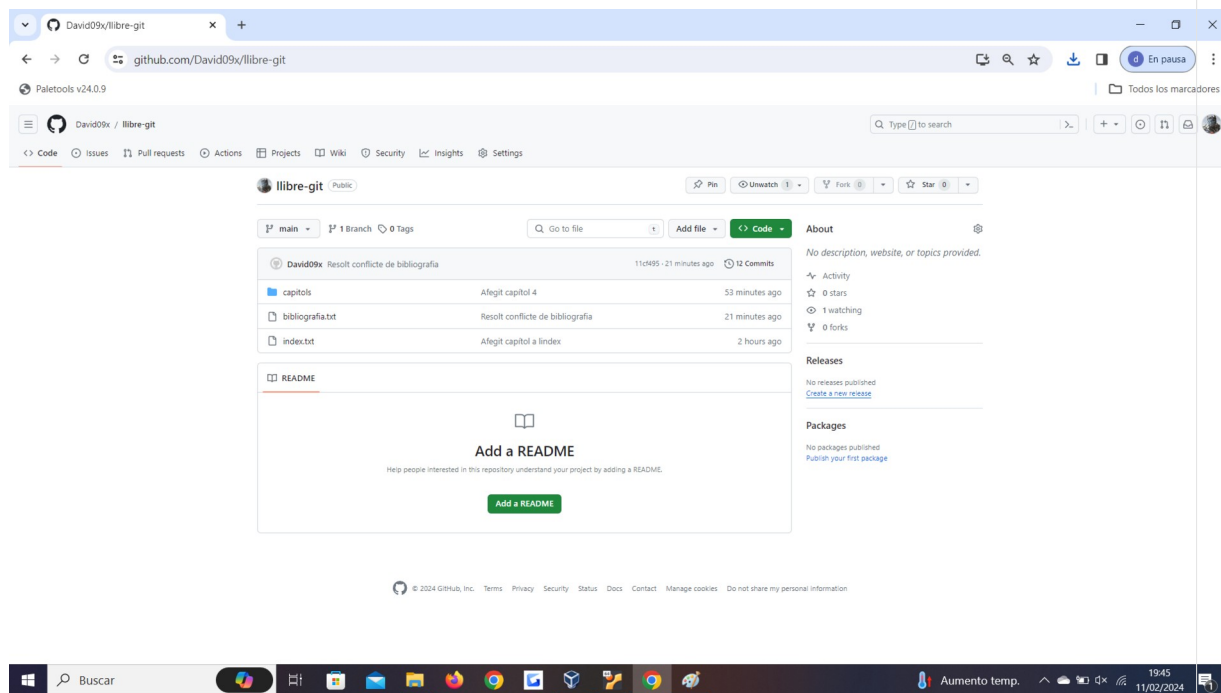 David09x/llibre-git
github.com/David09x/llibre-git
En pausa
Paletools v24.0.9
Todos los marcadores
David09x / llibre-git
Type / to search
Code Issues Pull requests Actions Projects Wiki Security Insights Settings
llibre-git Public
Pin Unwatch 1 Fork 0 Star 0
main 1 Branch 0 Tags Go to file t Add file Code
David09x Resolt conflicte de bibliografia 11cf495 · 21 minutes ago 12 Commits
capitols Afegit capítol 4 53 minutes ago
bibliografia.txt Resolt conflicte de bibliografia 21 minutes ago
index.txt Afegit capitol a lindex 2 hours ago
README
Add a README
Help people interested in this repository understand your project by adding a README.
Add a README
About
No description, website, or topics provided.
Activity
0 stars
1 watching
0 forks
Releases
No releases published
Create a new release
Packages
No packages published
Publish your first package
© 2024 GitHub, Inc. Terms Privacy Security Status Docs Contact Manage cookies Do not share my personal information
Buscar
Aumento temp.
19:45
11/02/2024